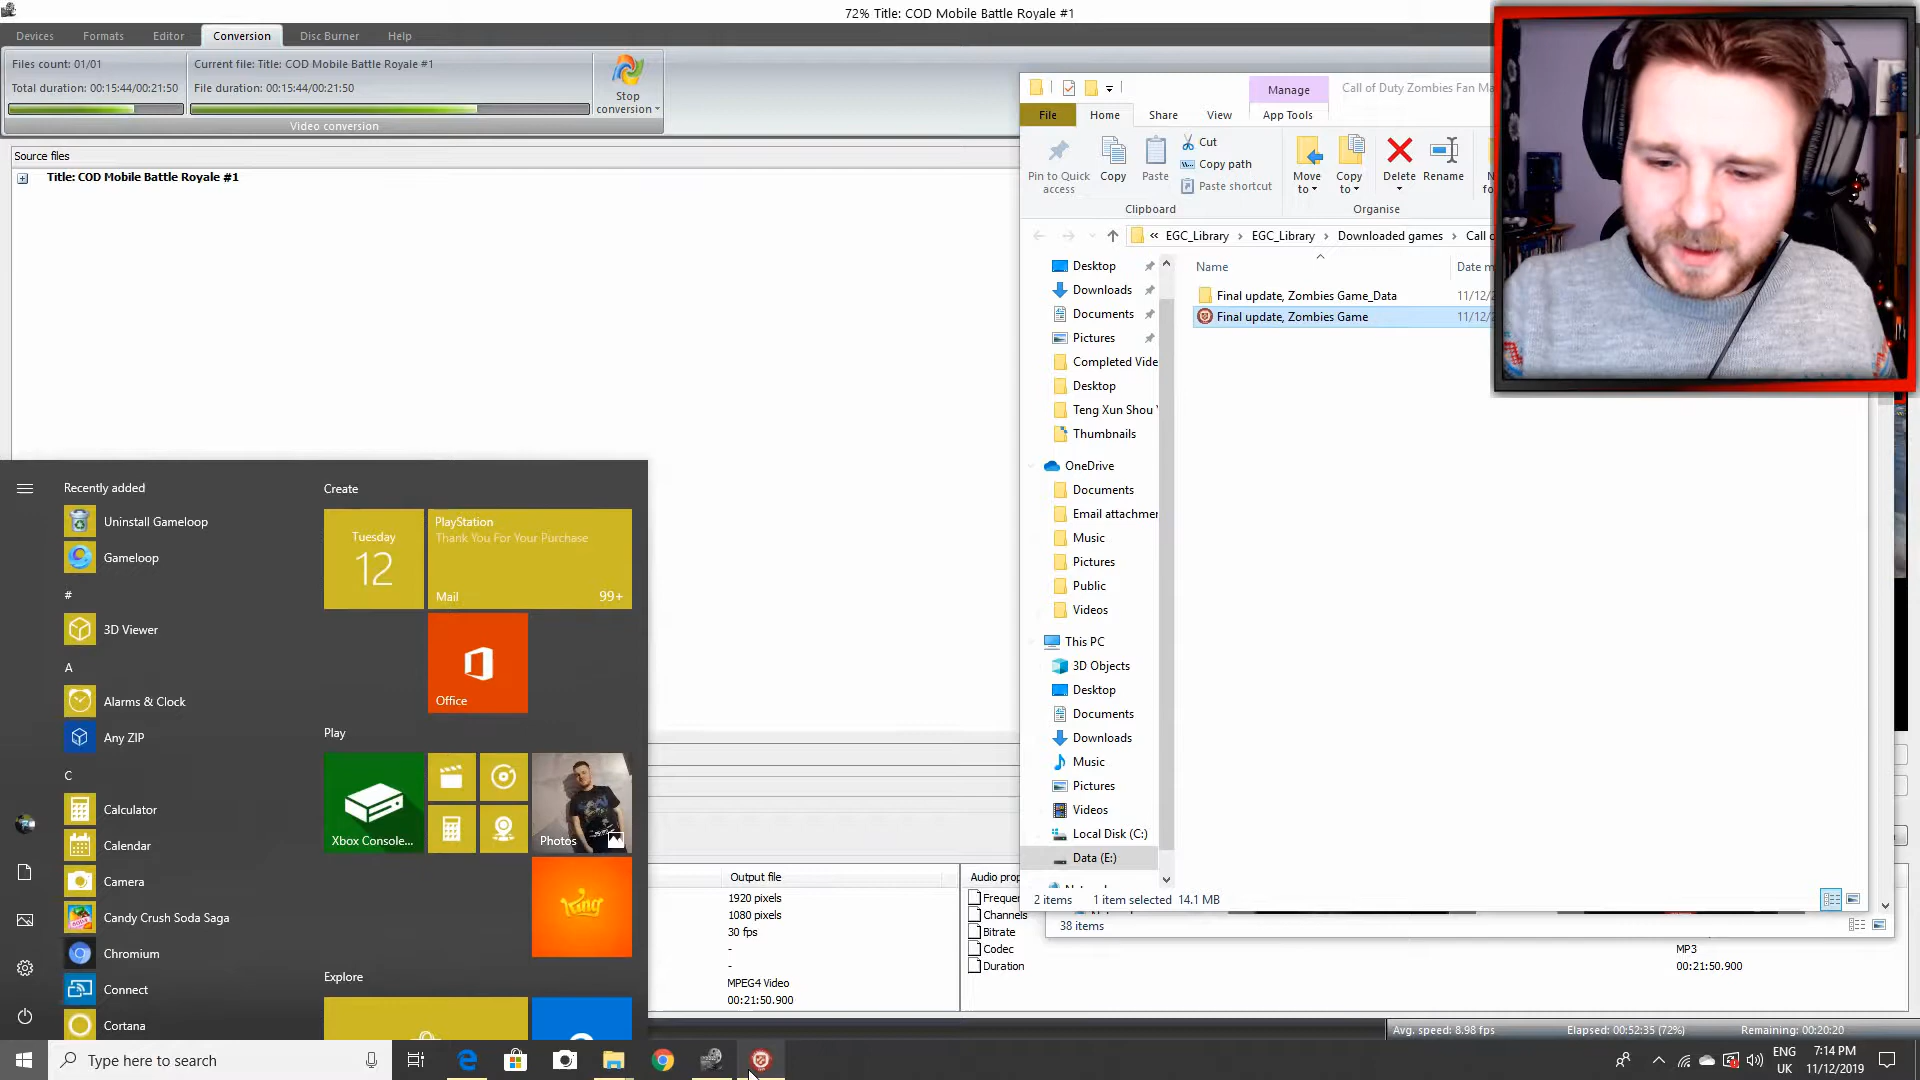 72% Title: COD Mobile Battle Royale #1
Devices Formats Editor Conversion Disc Burner Help
Files count: 01/01
Total duration: 00:15:44/00:21:50
Current file: Title: COD Mobile Battle Royale #1
File duration: 00:15:44/00:21:50
Stop conversion
Video conversion
Source files
Title: COD Mobile Battle Royale #1
Manage
Call of Duty Zombies Fan Ma
File Home Share View App Tools
Pin to Quick access
Copy
Paste
Cut
Copy path
Paste shortcut
Move to
Copy to
Delete
Rename
Clipboard
Organise
« EGC_Library › EGC_Library › Downloaded games › Call o
Name
Date m
Final update, Zombies Game_Data 11/12/2
Final update, Zombies Game 11/12/2
Desktop
Downloads
Documents
Pictures
Completed Vide
Desktop
Teng Xun Shou Y
Thumbnails
OneDrive
Documents
Email attachmen
Music
Pictures
Public
Videos
This PC
3D Objects
Desktop
Documents
Downloads
Music
Pictures
Videos
Local Disk (C:)
Data (E:)
2 items 1 item selected 14.1 MB
38 items
Recently added
Uninstall Gameloop
Gameloop
#
3D Viewer
A
Alarms & Clock
Any ZIP
C
Calculator
Calendar
Camera
Candy Crush Soda Saga
Chromium
Connect
Cortana
Create
Tuesday
12
PlayStation
Thank You For Your Purchase
Mail 99+
Office
Play
Xbox Console...
Photos
King
Explore
Output file
1920 pixels
1080 pixels
30 fps
-
-
MPEG4 Video
00:21:50.900
Audio prop
Frequen
Channels
Bitrate
Codec
Duration
MP3
00:21:50.900
Avg. speed: 8.98 fps Elapsed: 00:52:35 (72%) Remaining: 00:20:20
Type here to search
ENG
UK
7:14 PM
11/12/2019